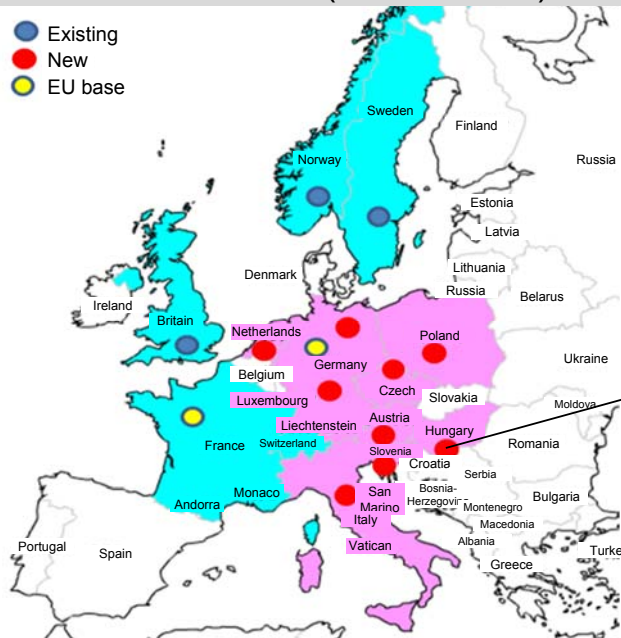 Existing
New
EU base
Sweden
Finland
Norway
Russia
Estonia
Latvia
Denmark
Lithuania
Russia
Belarus
Ireland
Britain
Netherlands
Poland
Germany
Ukraine
Belgium
Czech
Luxembourg
Slovakia
Moldova
Austria
Liechtenstein
Hungary
France
Switzerland
Romania
Slovenia
Croatia
Serbia
Monaco
San
Marino
Bosnia-
Herzegovina
Bulgaria
Andorra
Montenegro
Italy
Macedonia
Portugal
Spain
Vatican
Albania
Turke
Greece